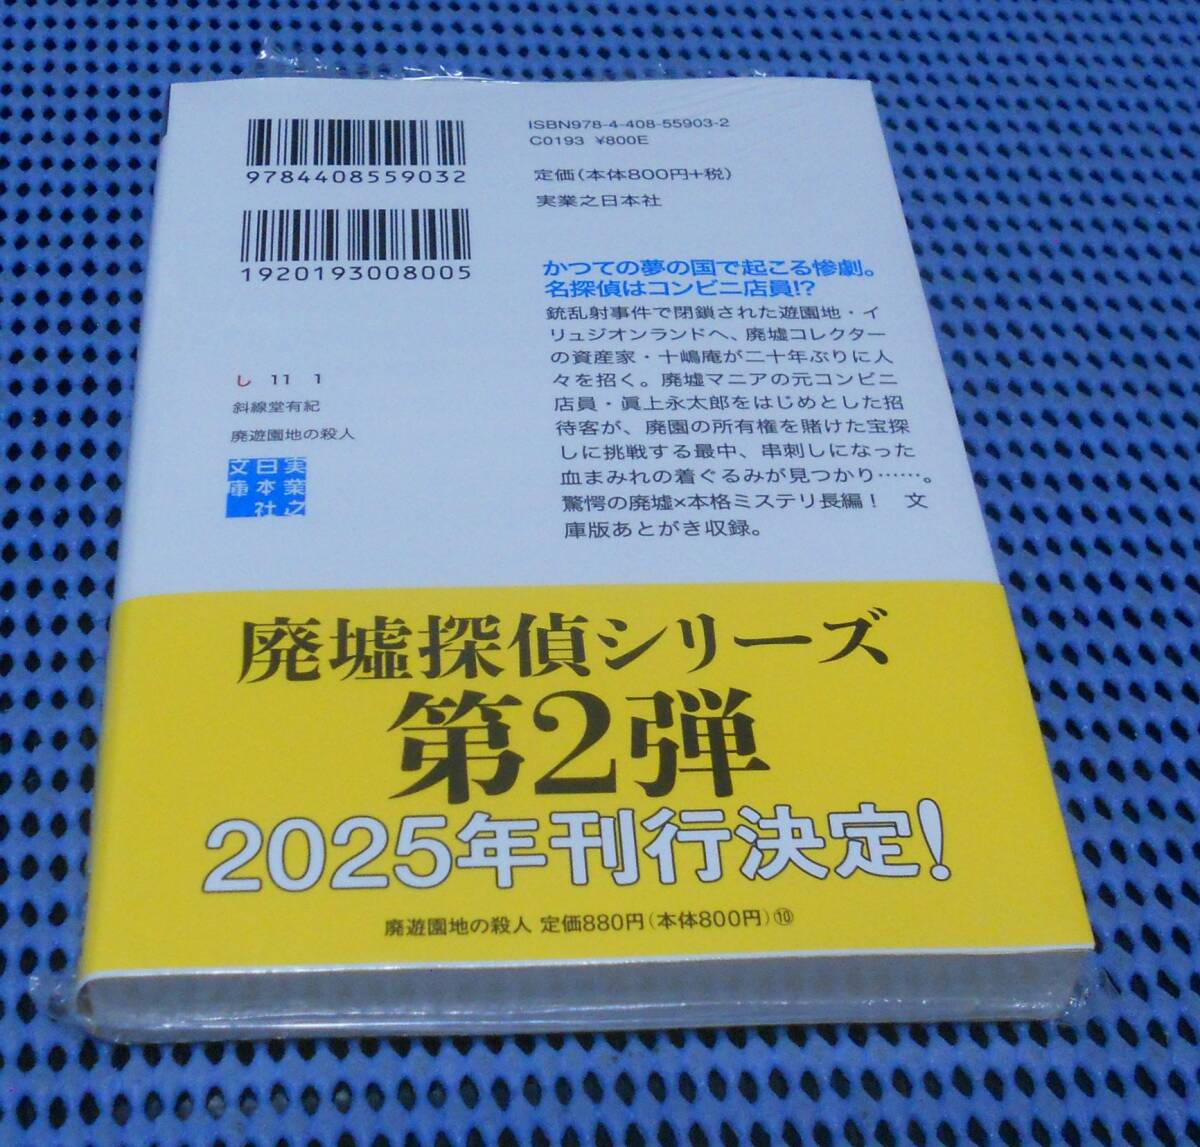 9784408559032
1920193008005
ISBN978-4-408-55903-2
C0193 ¥800E
定価(本体800円+税)
実業之日本社
かつての夢の国で起こる惨劇。
名探偵はコンビニ店員!?
銃乱射事件で閉鎖された遊園地・イ
リュジオンランドへ、廃墟コレクター
の資産家・十嶋庵が二十年ぶりに人
々を招く。廃墟マニアの元コンビニ
店員・眞上永太郎をはじめとした招
待客が、廃園の所有権を賭けた宝探
しに挑戦する最中、串刺しになった
血まみれの着ぐるみが見つかり……。
驚愕の廃墟×本格ミステリ長編! 文
庫版あとがき収録。
し 11 1
斜線堂有紀
廃遊園地の殺人
実業之
日本社
文庫
廃墟探偵シリーズ
第2弾
2025年刊行決定!
廃遊園地の殺人 定価880円(本体800円)⑩